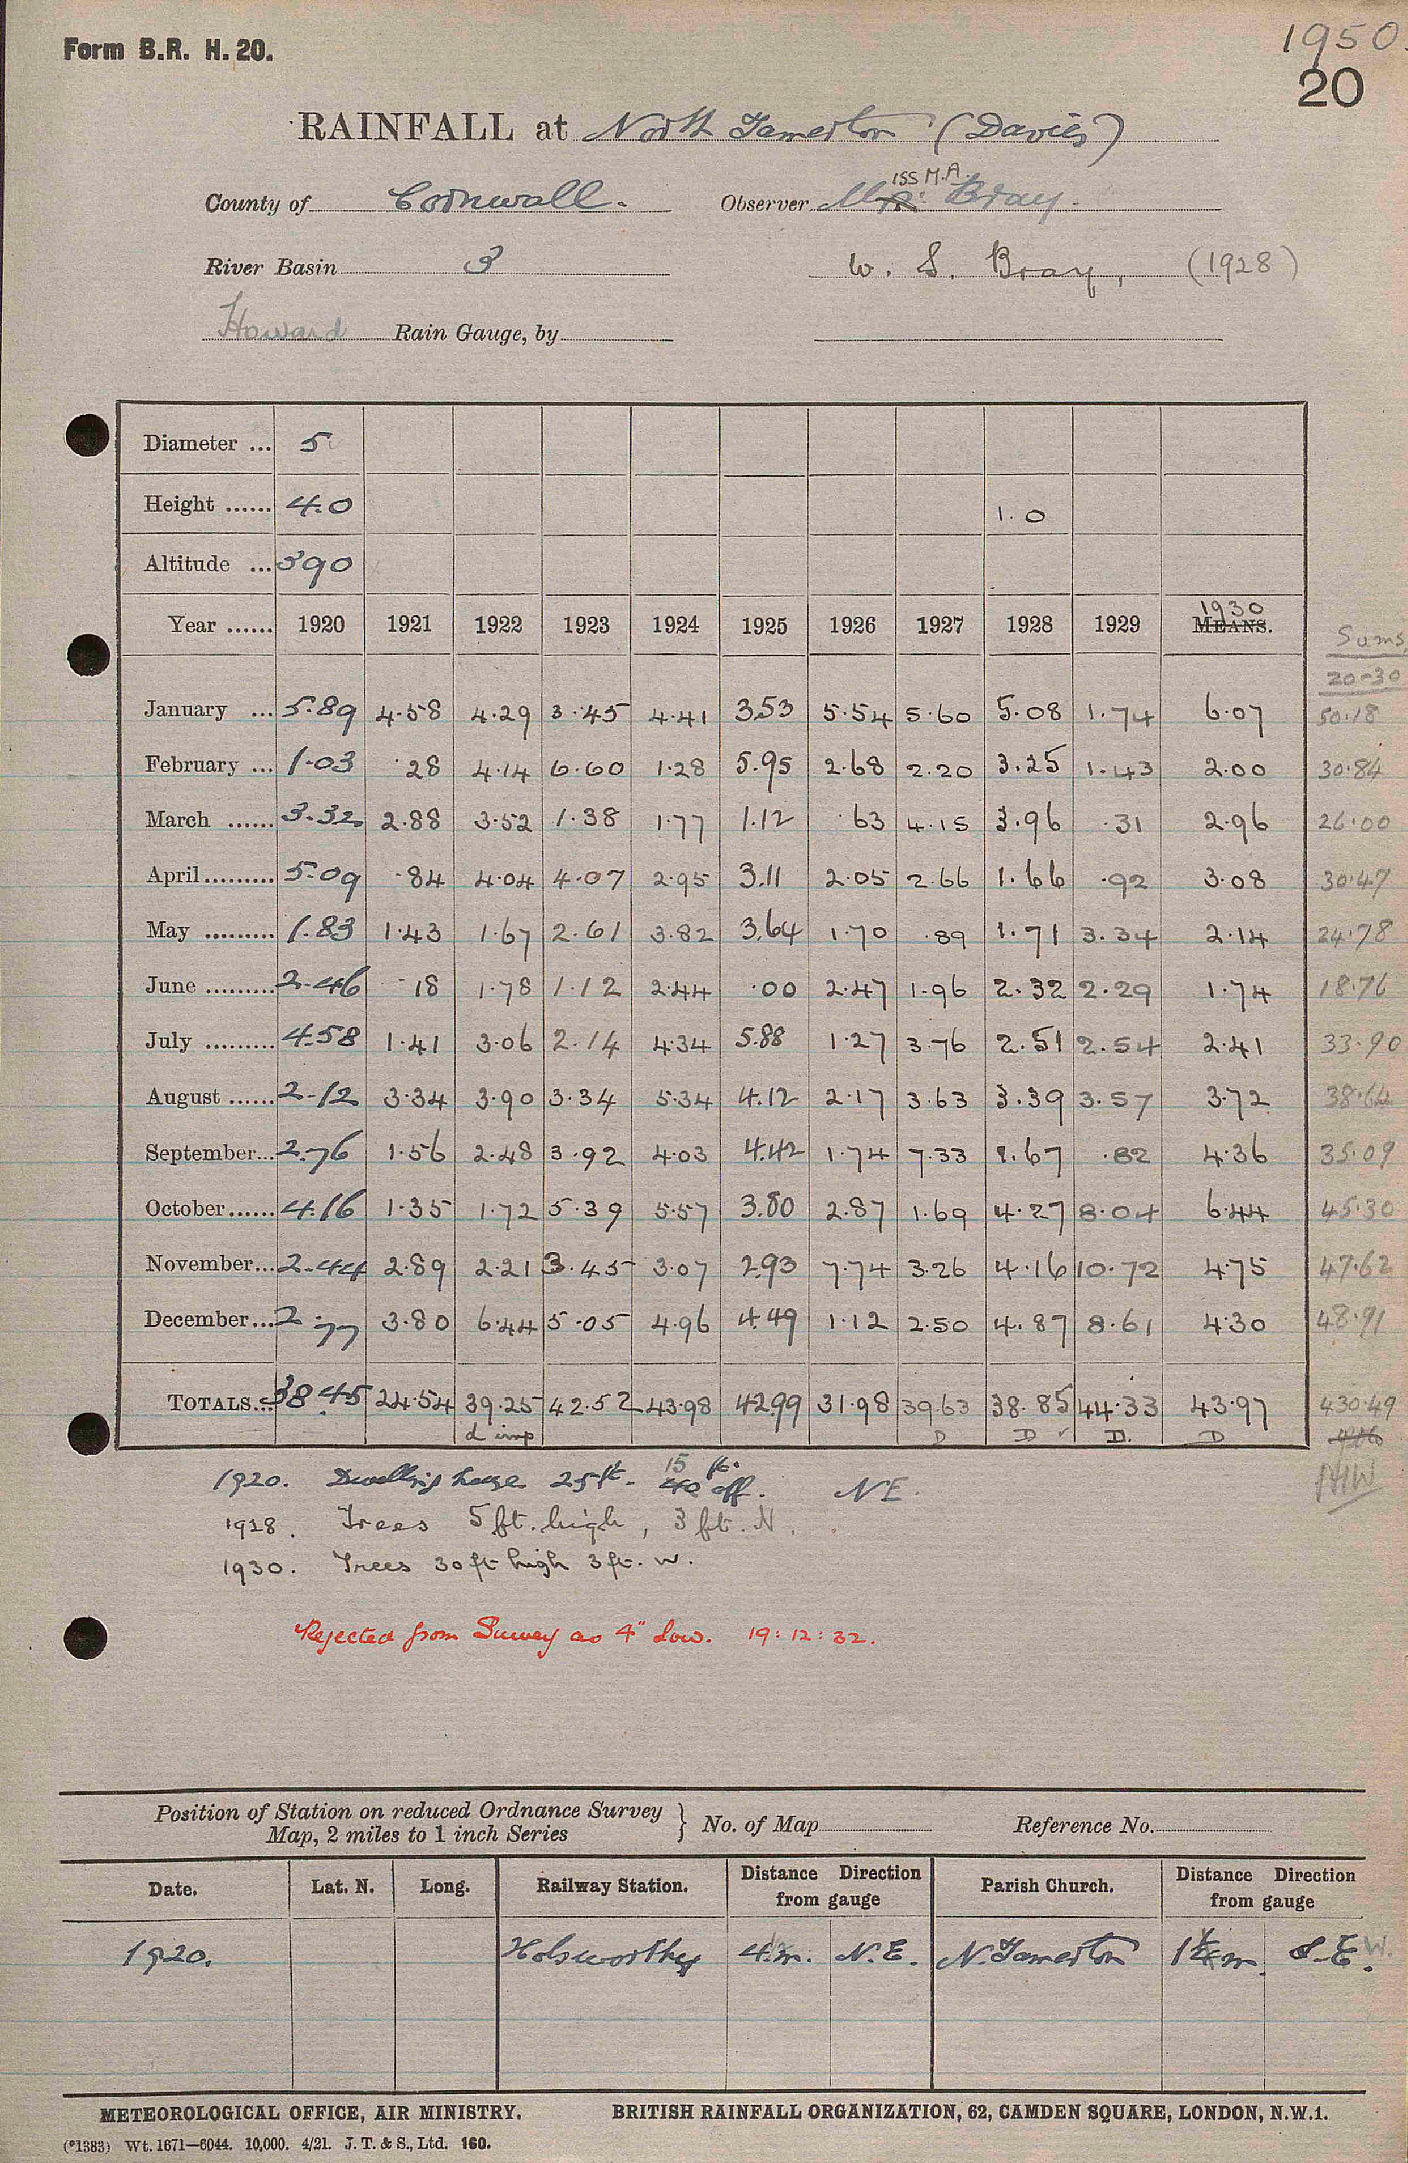 Form B.R. H. 20.
1950.
20
RAINFALL at North Tamerton (Davies)
County of Cornwall. Observer Miss M.A. Bray.
River Basin 3 W. S. Bray, (1928)
Howard Rain Gauge, by
Diameter ... 5
Height ...... 4.0 1.0
Altitude ... 390
Year ...... 1920 1921 1922 1923 1924 1925 1926 1927 1928 1929 1930 MEANS. Sums, 20-30
January ... 5.89 4.58 4.29 3.45 4.41 3.53 5.54 5.60 5.08 1.74 6.07 50.18
February ... 1.03 .28 4.14 6.60 1.28 5.95 2.68 2.20 3.25 1.43 2.00 30.84
March ...... 3.32 2.88 3.52 1.38 1.77 1.12 .63 4.15 3.96 .31 2.96 26.00
April ......... 5.09 .84 4.04 4.07 2.95 3.11 2.05 2.66 1.66 .92 3.08 30.47
May ......... 1.83 1.43 1.67 2.61 3.82 3.64 1.70 .89 1.71 3.34 2.14 24.78
June ......... 2.46 .18 1.78 1.12 2.44 .00 2.47 1.96 2.32 2.29 1.74 18.76
July ......... 4.58 1.41 3.06 2.14 4.34 5.88 1.27 3.76 2.51 2.54 2.41 33.90
August ...... 2.12 3.34 3.90 3.34 5.34 4.12 2.17 3.63 3.39 3.57 3.72 38.64
September... 2.76 1.56 2.48 3.92 4.03 4.42 1.74 7.33 1.67 .82 4.36 35.09
October...... 4.16 1.35 1.72 5.39 5.57 3.80 2.87 1.69 4.27 8.04 6.44 45.30
November... 2.44 2.89 2.21 3.45 3.07 2.93 7.74 3.26 4.16 10.72 4.75 47.62
December... 2.77 3.80 6.44 5.05 4.96 4.49 1.12 2.50 4.87 8.61 4.30 48.91
TOTALS... 38.45 24.54 39.25 42.52 43.98 42.99 31.98 39.63 38.85 44.33 43.97 430.49
d imp D D D. D
1920. Dwelling house 25 ft. 15 ft. off. NE.
1928. Trees 5 ft. high, 3 ft. N.
1930. Trees 30 ft high 3 ft. W.
Rejected from Survey as 4" low. 19:12:32.
Position of Station on reduced Ordnance Survey Map, 2 miles to 1 inch Series } No. of Map Reference No.
Date. Lat. N. Long. Railway Station. Distance Direction from gauge Parish Church. Distance Direction from gauge
1920. Holsworthy 4 m. N.E. N. Tamerton 1¼ m. S.E. W.
METEOROLOGICAL OFFICE, AIR MINISTRY. BRITISH RAINFALL ORGANIZATION, 62, CAMDEN SQUARE, LONDON, N.W.1.
(*1383) Wt. 1671—6044. 10,000. 4/21. J. T. & S., Ltd. 160.